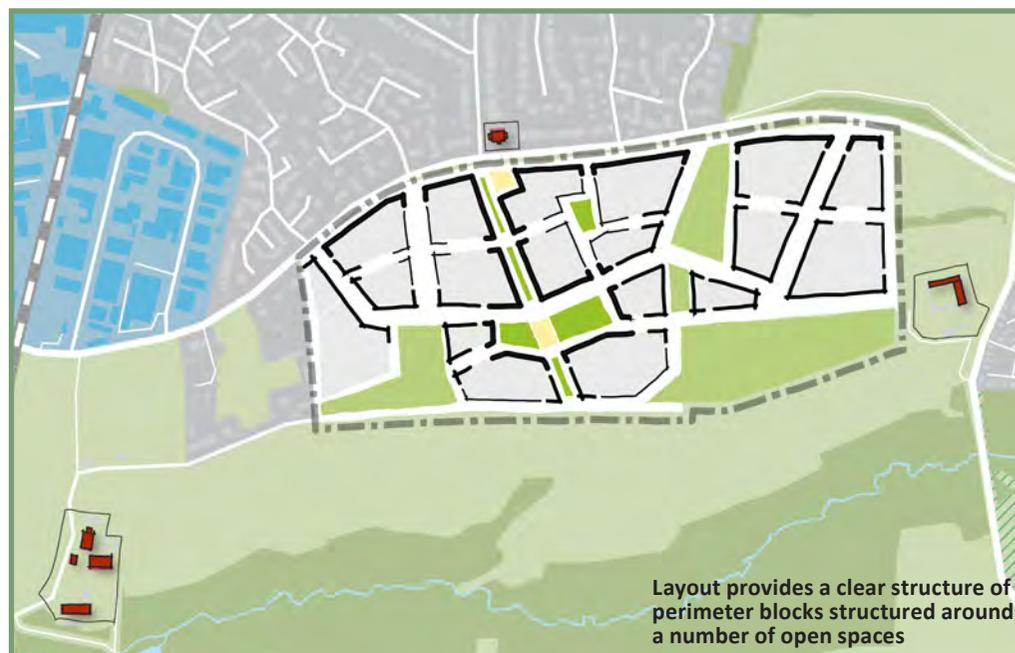 Layout provides a clear structure of
perimeter blocks structured around
a number of open spaces